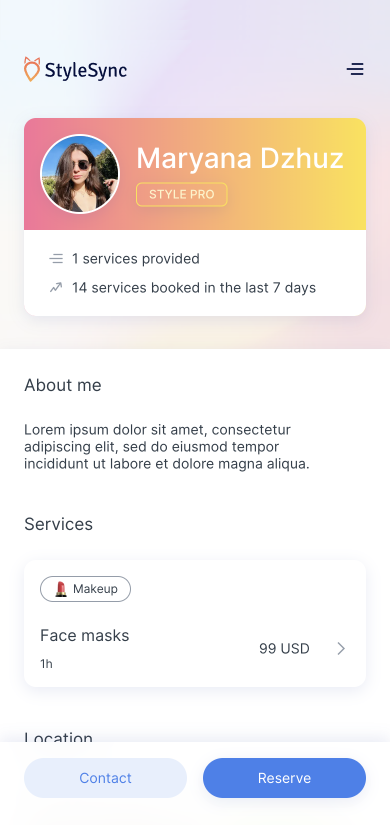 StyleSync
Maryana Dzhuz
STYLE PRO
1 services provided
14 services booked in the last 7 days
About me
Lorem ipsum dolor sit amet, consectetur
adipiscing elit, sed do eiusmod tempor
incididunt ut labore et dolore magna aliqua.
Services
Makeup
Face masks
99 USD
1h
Location
Contact
Reserve